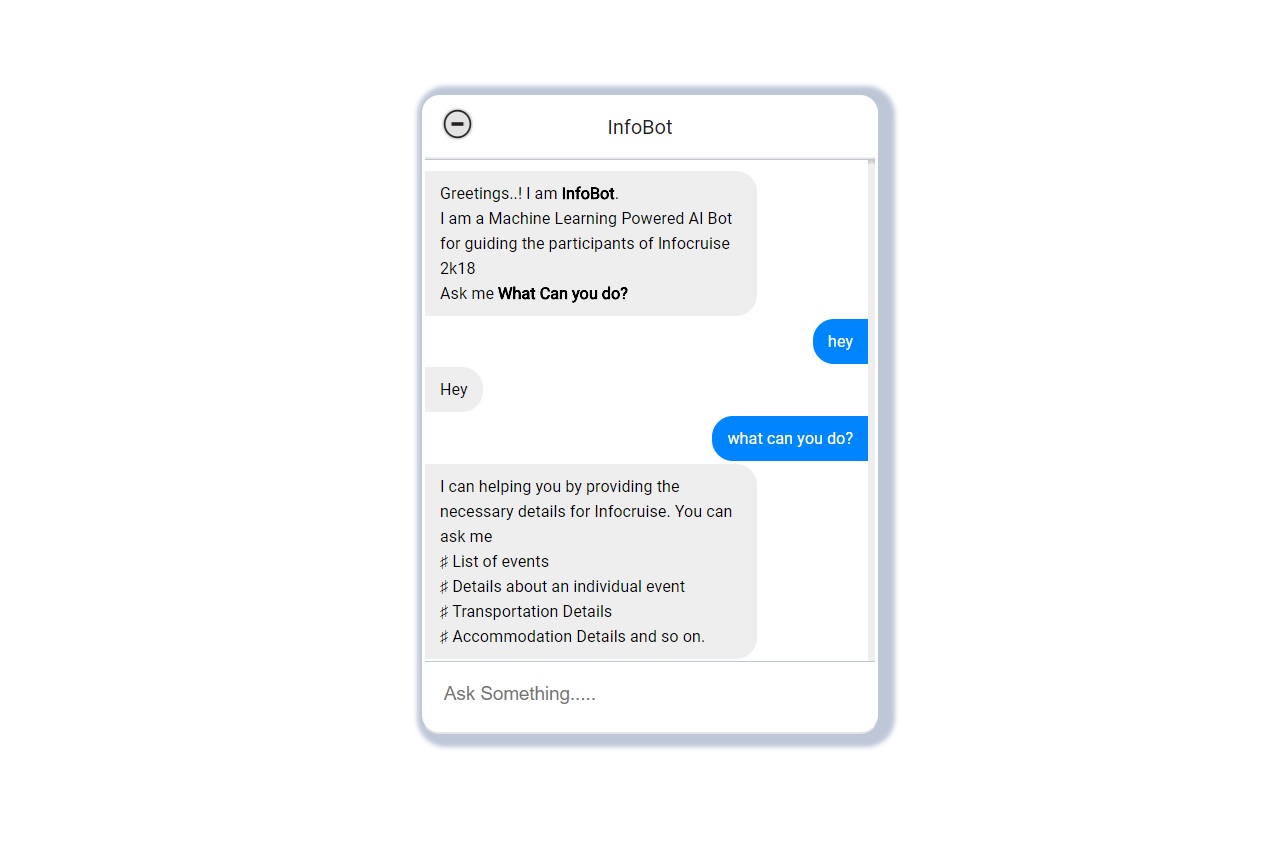 InfoBot
Greetings..! I am InfoBot.
I am a Machine Learning Powered AI Bot
for guiding the participants of Infocruise
2k18
Ask me What Can you do?
hey
Hey
what can you do?
I can helping you by providing the
necessary details for Infocruise. You can
ask me
♯ List of events
♯ Details about an individual event
♯ Transportation Details
♯ Accommodation Details and so on.
Ask Something.....